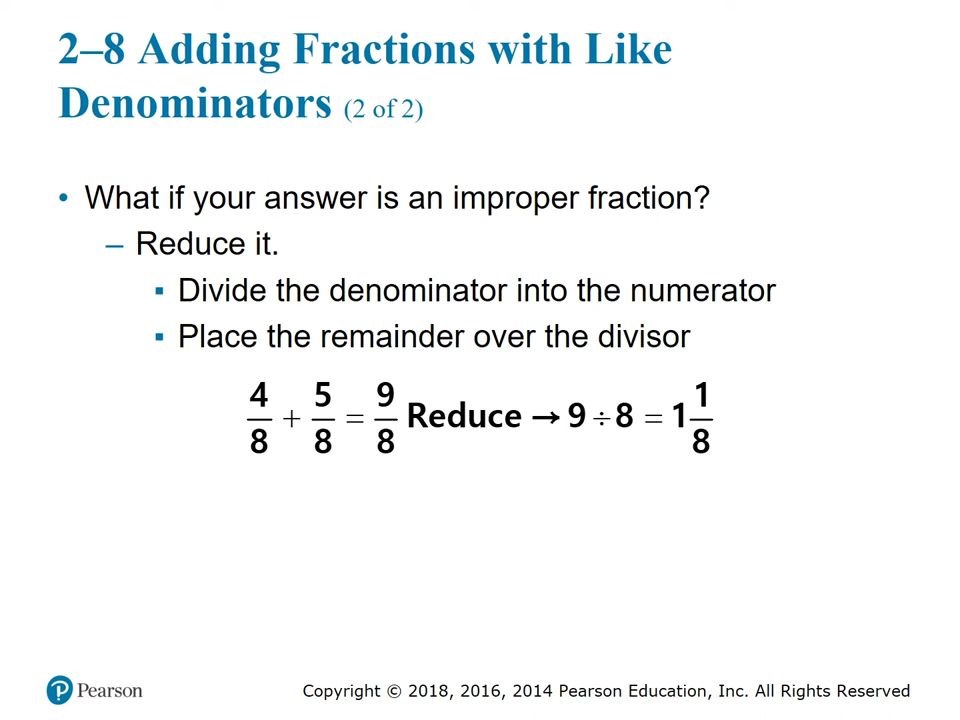 2–8 Adding Fractions with Like
Denominators (2 of 2)
• What if your answer is an improper fraction?
– Reduce it.
▪ Divide the denominator into the numerator
▪ Place the remainder over the divisor
4/8 + 5/8 = 9/8 Reduce → 9 ÷ 8 = 1 1/8
Pearson
Copyright © 2018, 2016, 2014 Pearson Education, Inc. All Rights Reserved